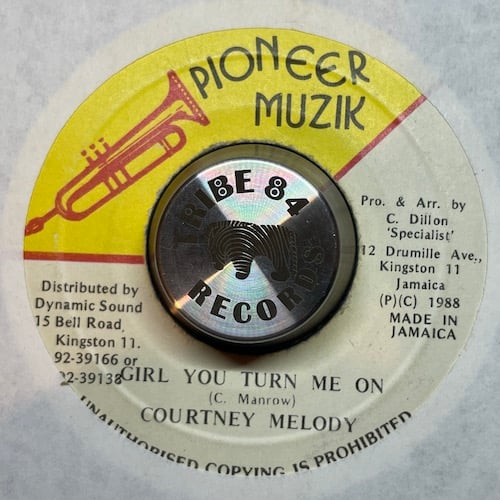 PIONEER
MUZIK
TRIBE 84
RECORDS
Pro. & Arr. by
C. Dillon
'Specialist'
12 Drumille Ave,,
Kingston 11
Jamaica
(P)(C) 1988
MADE IN
JAMAICA
Distributed by
Dynamic Sound
15 Bell Road,
Kingston 11.
92-39166 or
92-39138
GIRL YOU TURN ME ON
(C. Manrow)
COURTNEY MELODY
UNAUTHORISED COPYING IS PROHIBITED